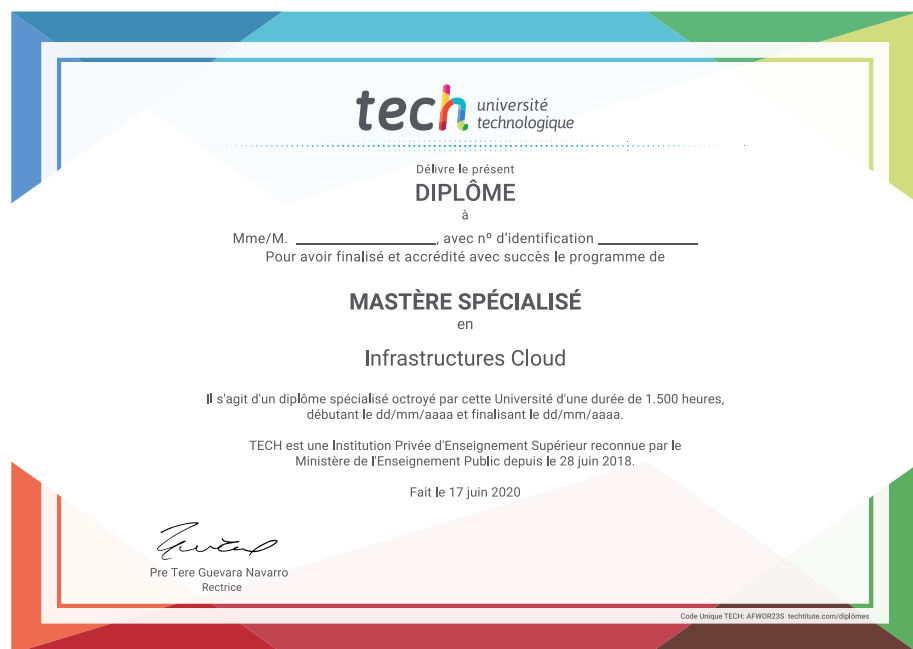 tech université
technologique
Délivre le présent
DIPLÔME
à
Mme/M. ____________________, avec nº d'identification ______________
Pour avoir finalisé et accrédité avec succès le programme de
MASTÈRE SPÉCIALISÉ
en
Infrastructures Cloud
Il s'agit d'un diplôme spécialisé octroyé par cette Université d'une durée de 1.500 heures,
débutant le dd/mm/aaaa et finalisant le dd/mm/aaaa.
TECH est une Institution Privée d'Enseignement Supérieur reconnue par le
Ministère de l'Enseignement Public depuis le 28 juin 2018.
Fait le 17 juin 2020
Pre Tere Guevara Navarro
Rectrice
Code Unique TECH: AFWOR23S techtitute.com/diplômes